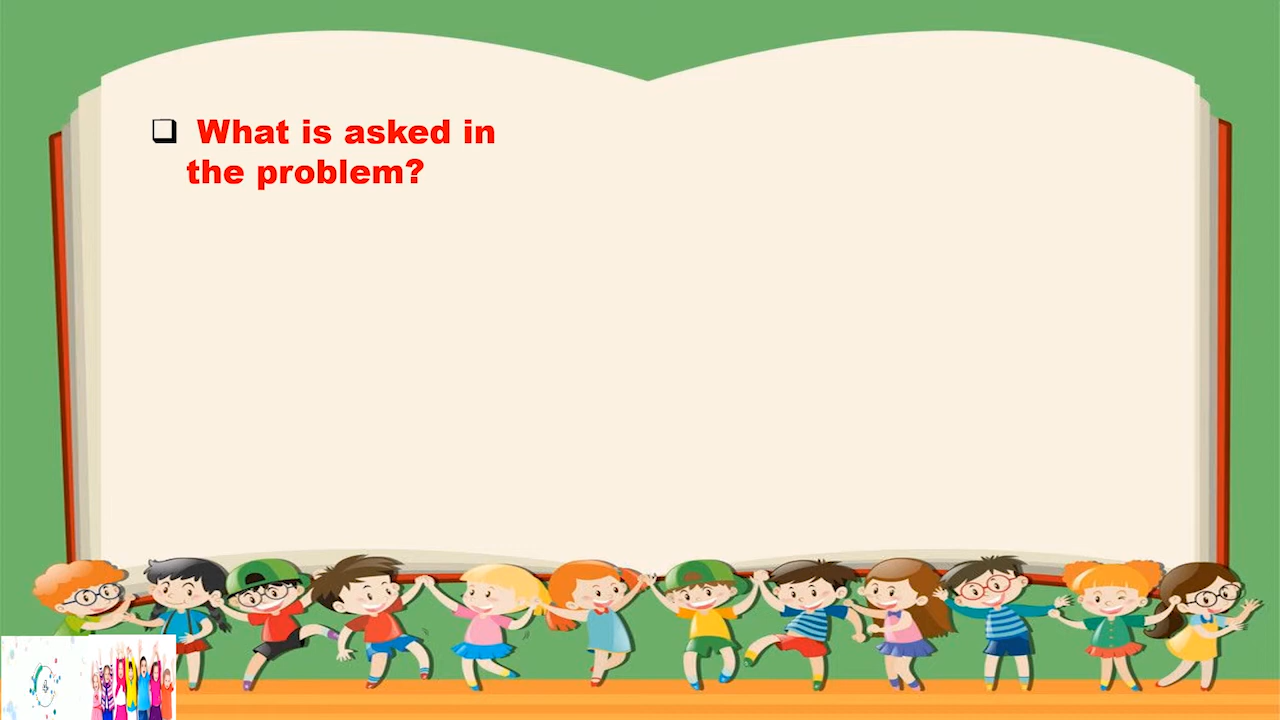 What is asked in
the problem?